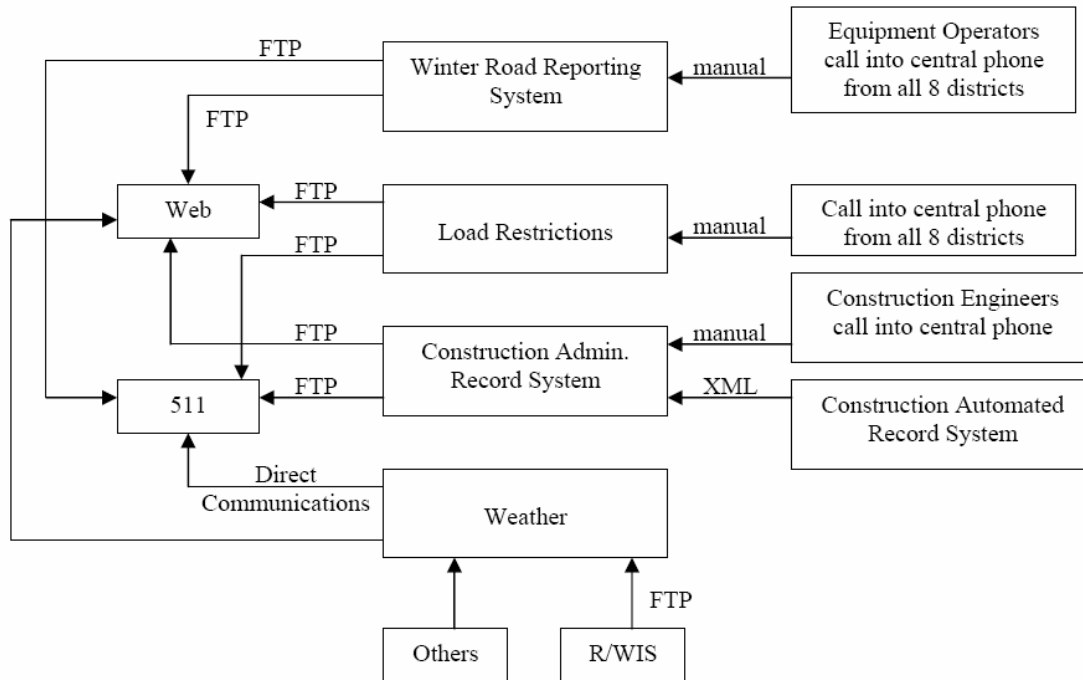 FTP
Winter Road Reporting
System
manual
Equipment Operators
call into central phone
from all 8 districts
FTP
Web
FTP
Load Restrictions
manual
Call into central phone
from all 8 districts
FTP
FTP
Construction Admin.
Record System
manual
Construction Engineers
call into central phone
511
FTP
XML
Construction Automated
Record System
Direct
Communications
Weather
FTP
Others
R/WIS